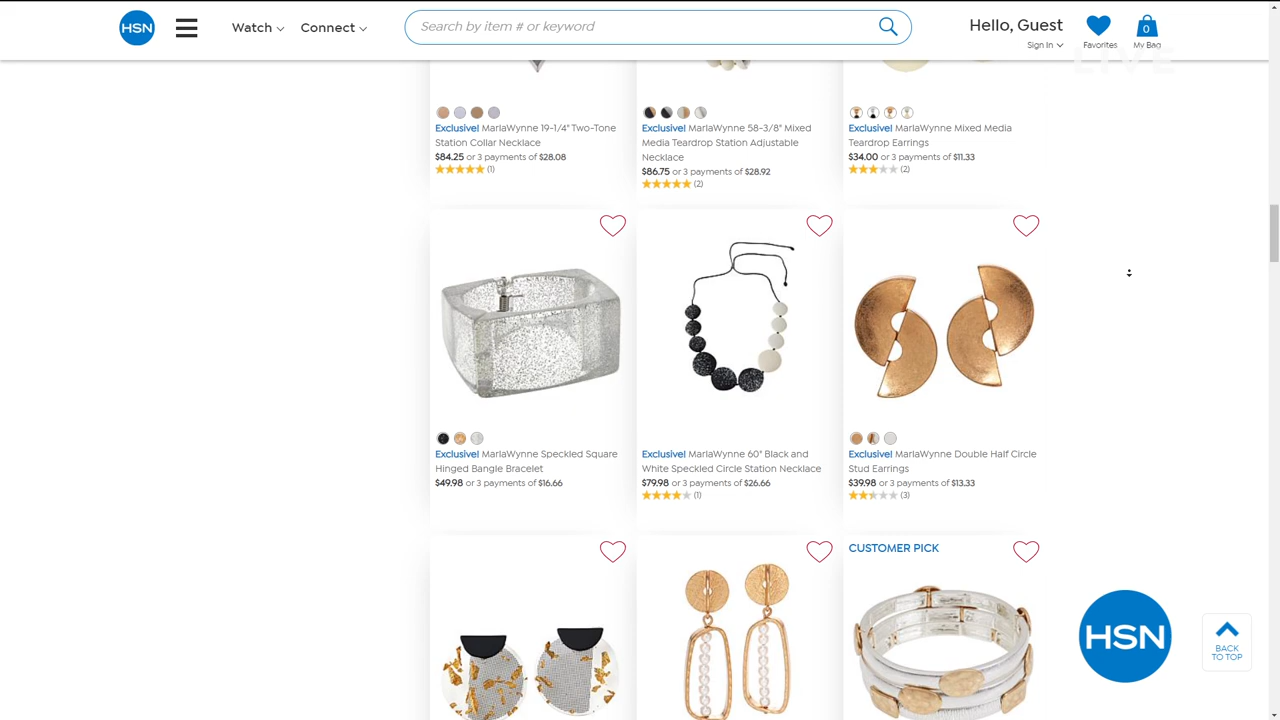 HSN
Watch
Connect
Search by item # or keyword
Hello, Guest
Sign In
Favorites
0
My Bag
LIVE
Exclusive! MarlaWynne 19-1/4" Two-Tone
Station Collar Necklace
$84.25 or 3 payments of $28.08
(1)
Exclusive! MarlaWynne 58-3/8" Mixed
Media Teardrop Station Adjustable
Necklace
$86.75 or 3 payments of $28.92
(2)
Exclusive! MarlaWynne Mixed Media
Teardrop Earrings
$34.00 or 3 payments of $11.33
(2)
Exclusive! MarlaWynne Speckled Square
Hinged Bangle Bracelet
$49.98 or 3 payments of $16.66
Exclusive! MarlaWynne 60" Black and
White Speckled Circle Station Necklace
$79.98 or 3 payments of $26.66
(1)
Exclusive! MarlaWynne Double Half Circle
Stud Earrings
$39.98 or 3 payments of $13.33
(3)
CUSTOMER PICK
HSN
BACK
TO TOP